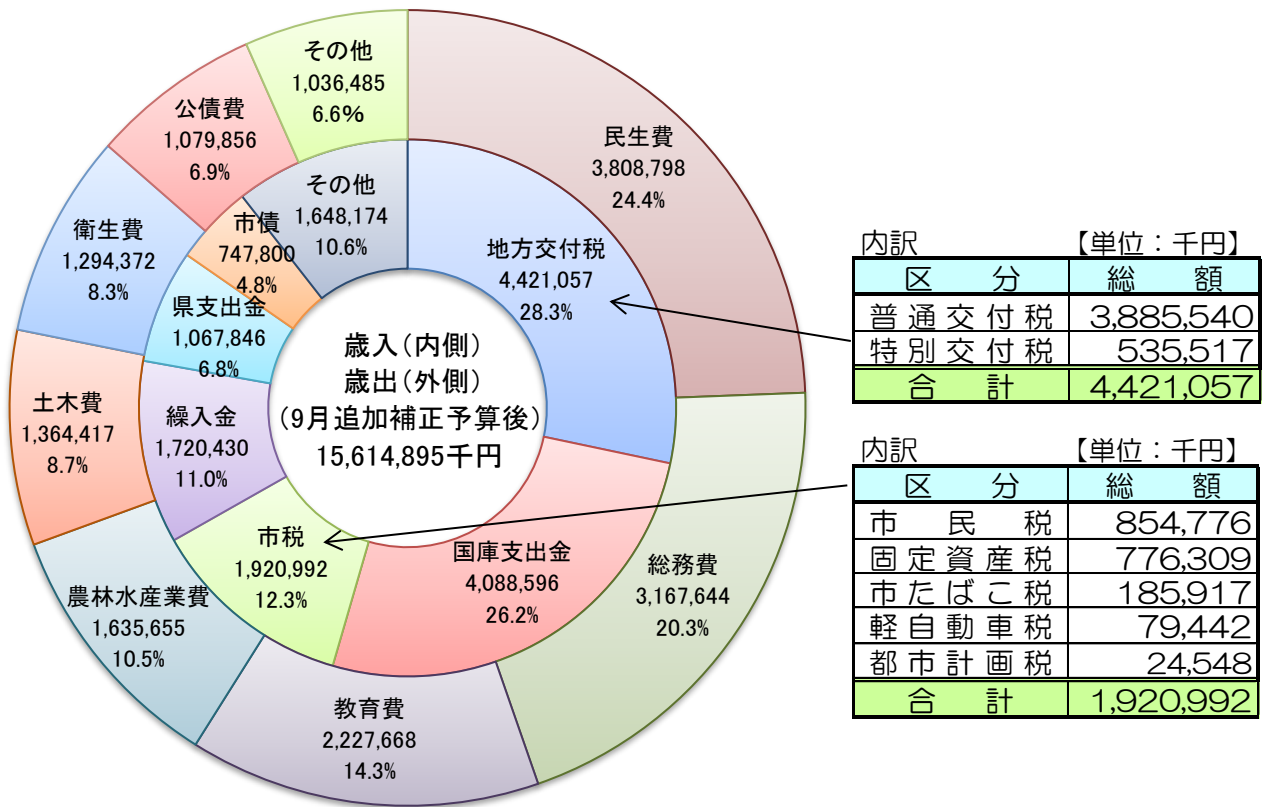 その他
1,036,485
6.6%
公債費
1,079,856
6.9%
衛生費
1,294,372
8.3%
土木費
1,364,417
8.7%
農林水産業費
1,635,655
10.5%
教育費
2,227,668
14.3%
総務費
3,167,644
20.3%
民生費
3,808,798
24.4%
その他
1,648,174
10.6%
市債
747,800
4.8%
県支出金
1,067,846
6.8%
繰入金
1,720,430
11.0%
市税
1,920,992
12.3%
国庫支出金
4,088,596
26.2%
地方交付税
4,421,057
28.3%
歳入(内側)
歳出(外側)
(9月追加補正予算後)
15,614,895千円
内訳 【単位：千円】
区分 総額
普通交付税 3,885,540
特別交付税 535,517
合計 4,421,057
内訳 【単位：千円】
区分 総額
市民税 854,776
固定資産税 776,309
市たばこ税 185,917
軽自動車税 79,442
都市計画税 24,548
合計 1,920,992